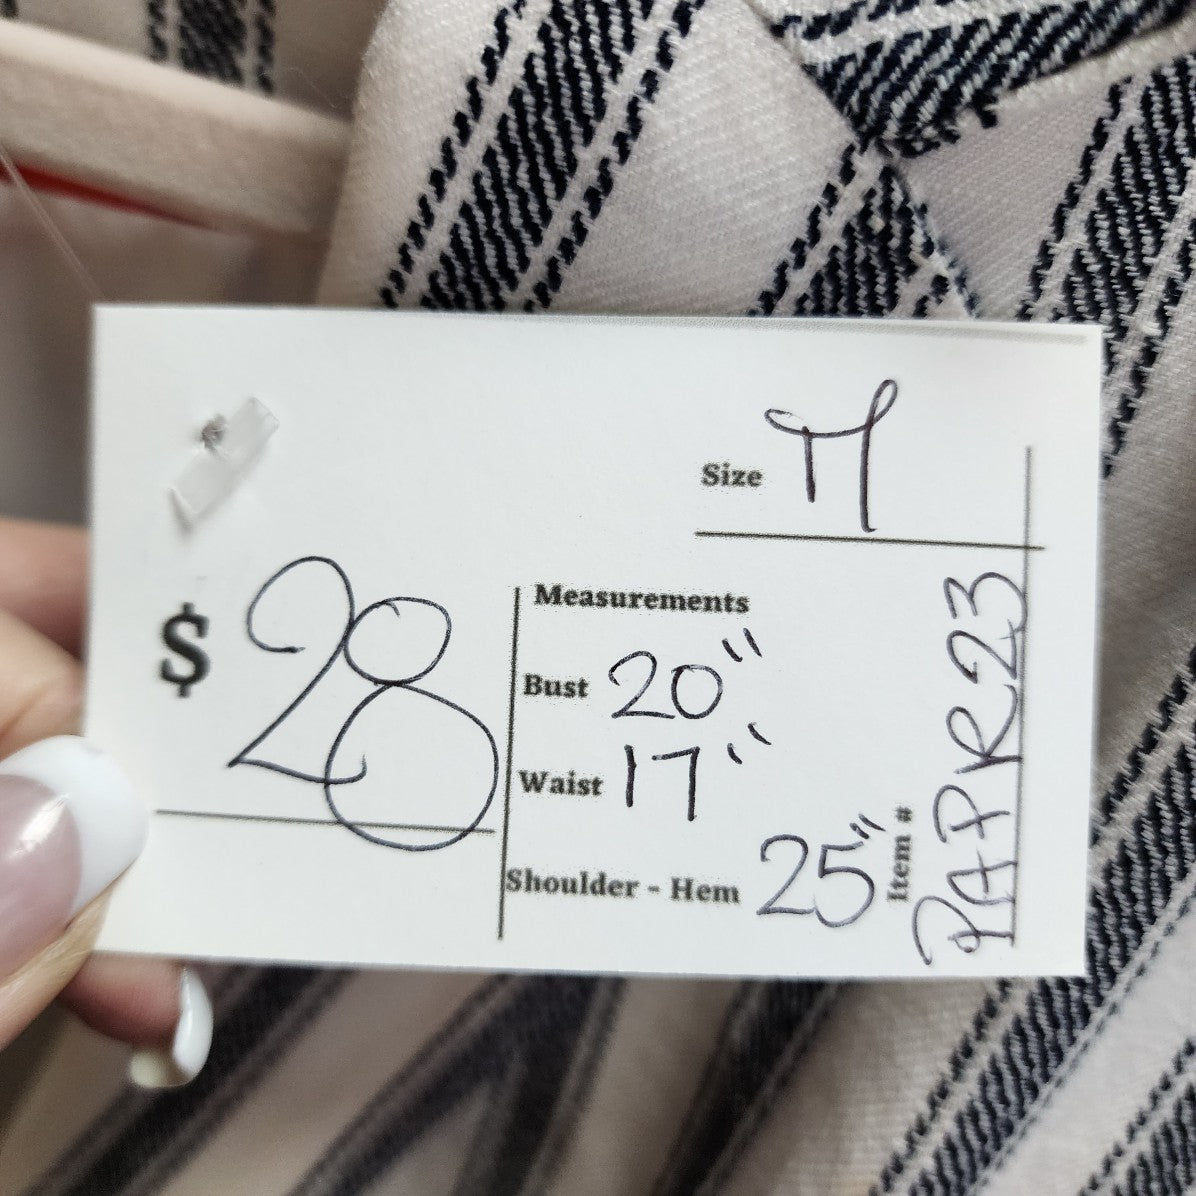 Size M
$ 28
Measurements
Bust 20"
Waist 17"
Shoulder - Hem 25"
Item # PAPR23